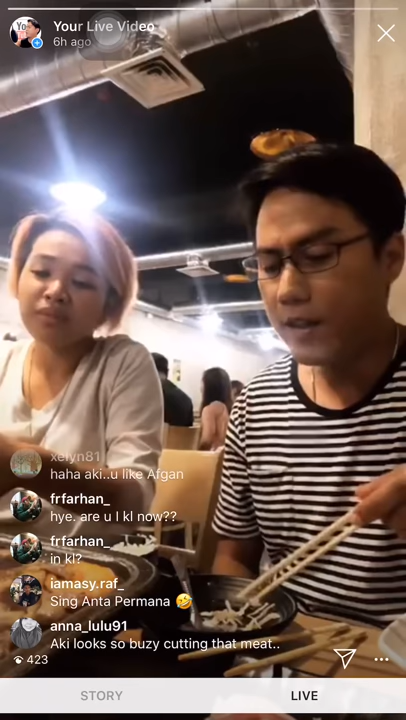 Your Live Video
6h ago
xelyn81
haha aki..u like Afgan
frfarhan_
hye. are u I kl now??
frfarhan_
in kl?
iamasy.raf_
Sing Anta Permana 🤣
anna_lulu91
Aki looks so buzy cutting that meat..
423
STORY
LIVE